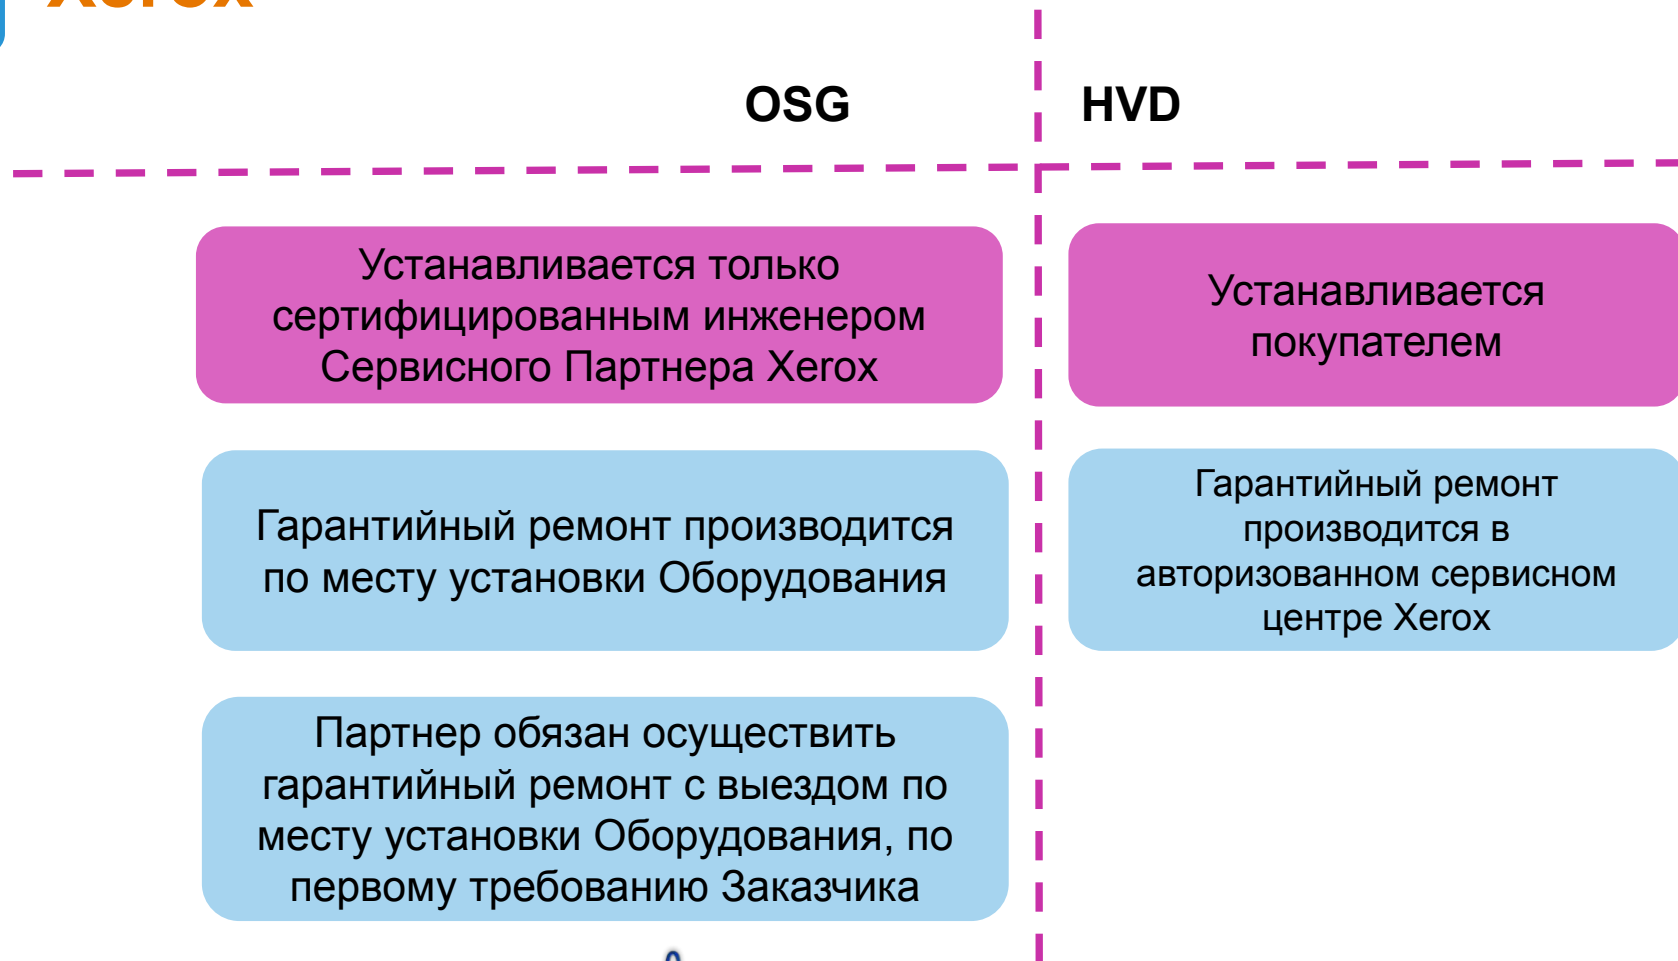 Xerox
OSG
HVD
Устанавливается только
сертифицированным инженером
Сервисного Партнера Xerox
Устанавливается
покупателем
Гарантийный ремонт производится
по месту установки Оборудования
Гарантийный ремонт
производится в
авторизованном сервисном
центре Xerox
Партнер обязан осуществить
гарантийный ремонт с выездом по
месту установки Оборудования, по
первому требованию Заказчика